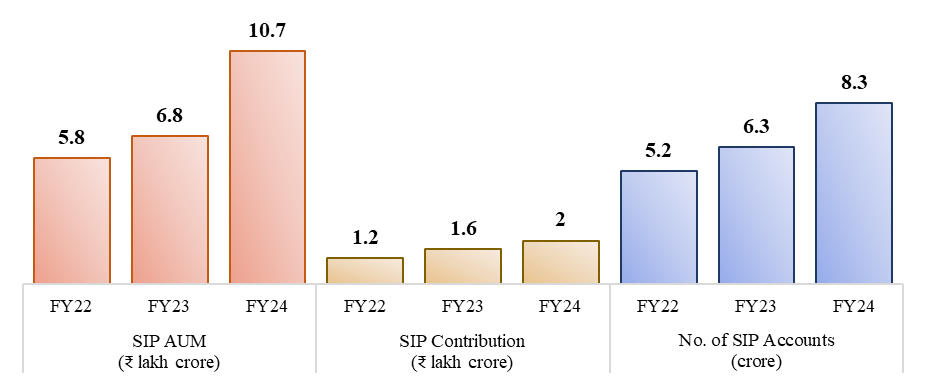 10.7
8.3
6.8
6.3
5.8
5.2
1.2
1.6
2
FY22 FY23 FY24 FY22 FY23 FY24 FY22 FY23 FY24
SIP AUM
(₹ lakh crore)
SIP Contribution
(₹ lakh crore)
No. of SIP Accounts
(crore)